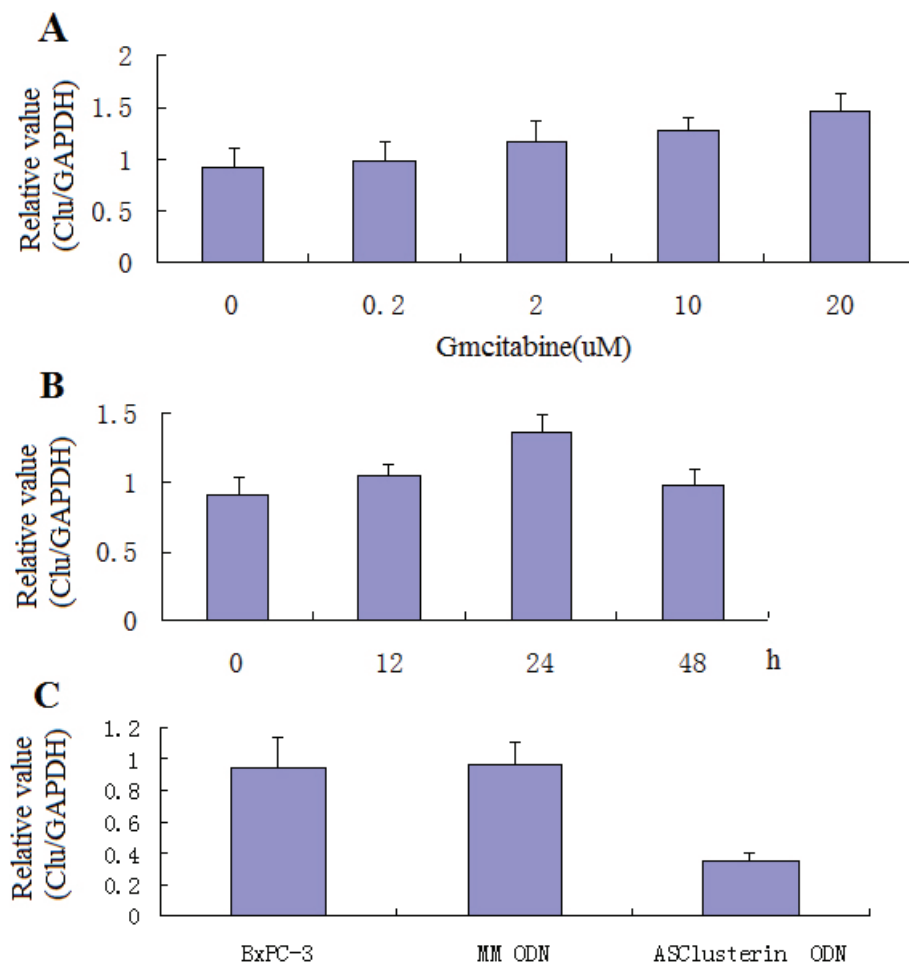 A
Relative value
(Clu/GAPDH)
2
1.5
1
0.5
0
0 0.2 2 10 20
Gmcitabine(uM)
B
Relative value
(Clu/GAPDH)
1.5
1
0.5
0
0 12 24 48 h
C
Relative value
(Clu/GAPDH)
1.2
1
0.8
0.6
0.4
0.2
0
BxPC-3 MM ODN ASClusterin ODN